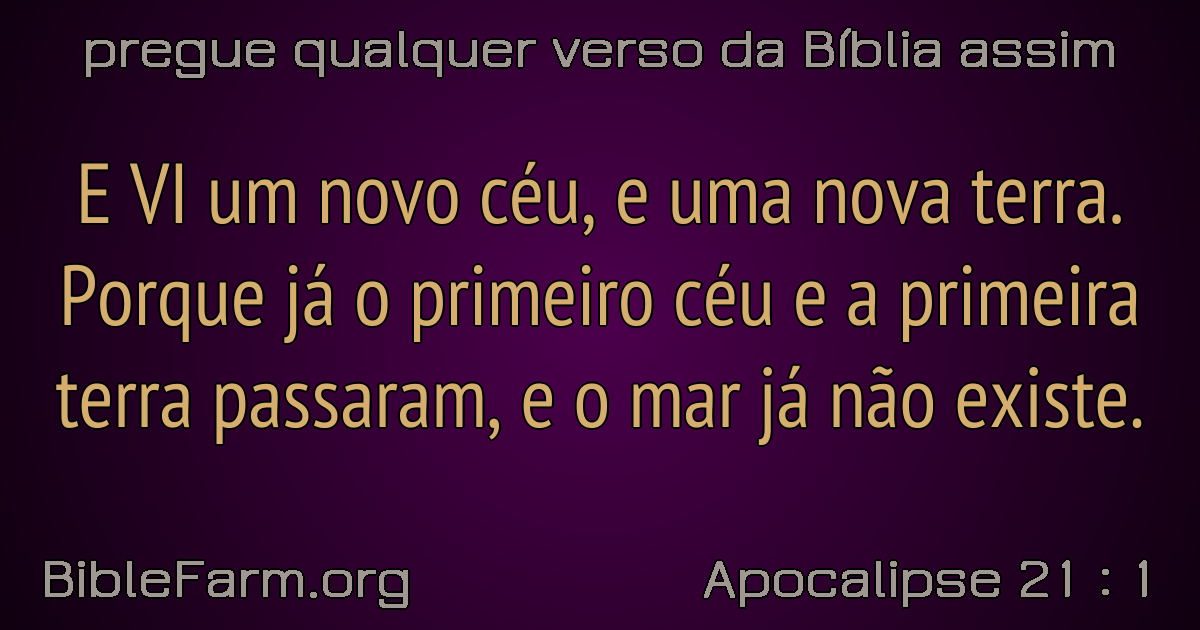 pregue qualquer verso da Bíblia assim
E VI um novo céu, e uma nova terra.
Porque já o primeiro céu e a primeira
terra passaram, e o mar já não existe.
BibleFarm.org
Apocalipse 21 : 1